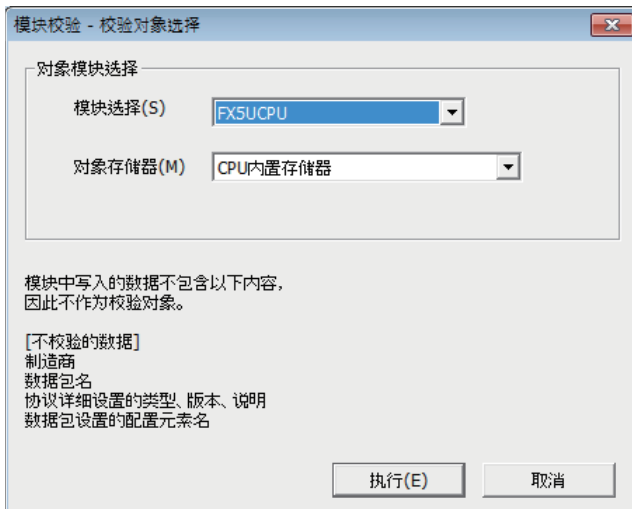 模块校验 - 校验对象选择
对象模块选择
模块选择(S)
FX5UCPU
对象存储器(M)
CPU内置存储器
模块中写入的数据不包含以下内容，
因此不作为校验对象。
[不校验的数据]
制造商
数据包名
协议详细设置的类型、版本、说明
数据包设置的配置元素名
执行(E)
取消